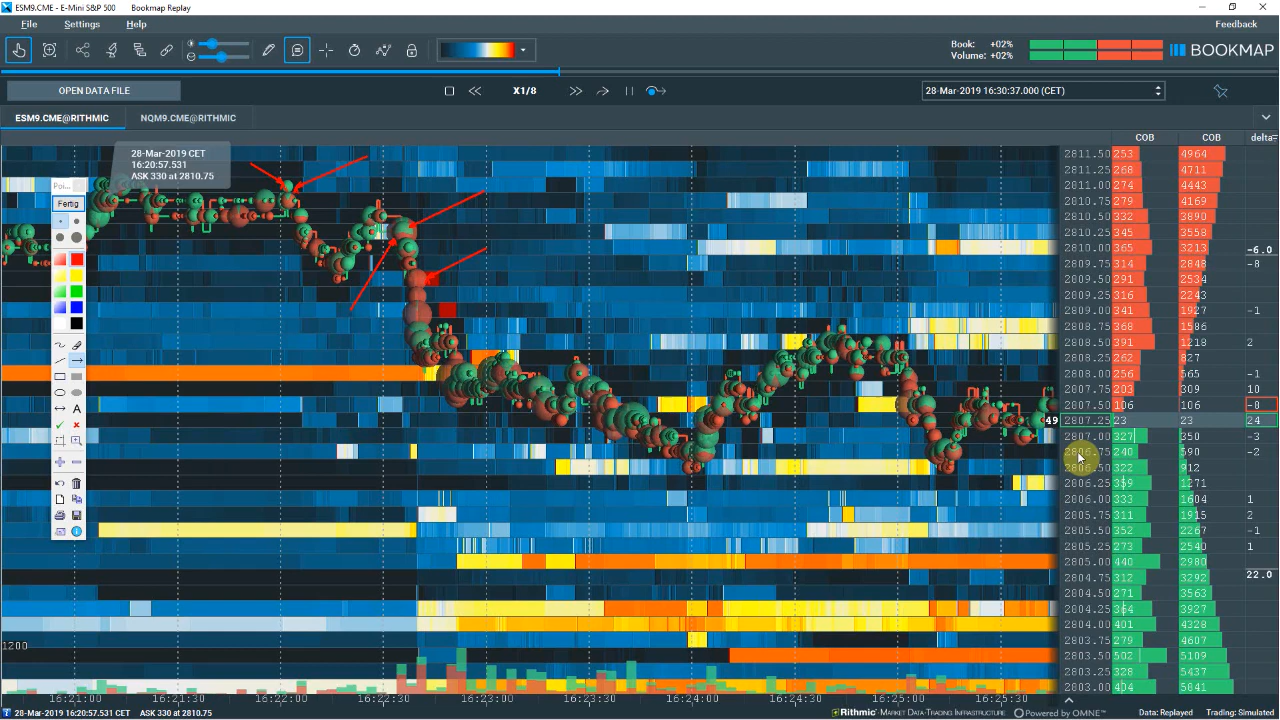 ESM9.CME - E-Mini S&P 500 Bookmap Replay
File Settings Help Feedback
Book: +02%
Volume: +02%
BOOKMAP
OPEN DATA FILE X1/8 28-Mar-2019 16:30:37.000 (CET)
ESM9.CME@RITHMIC NQM9.CME@RITHMIC
COB COB delta
28-Mar-2019 CET
16:20:57.531
ASK 330 at 2810.75
Poi...
Fertig
A
2811.50 253 4964
2811.25 268 4711
2811.00 274 4443
2810.75 279 4169
2810.50 332 3890
2810.25 345 3558
2810.00 365 3213 -6.0
2809.75 314 2848 -8
2809.50 291 2534
2809.25 316 2243
2809.00 341 1927 -1
2808.75 368 1586
2808.50 391 1218 2
2808.25 262 827
2808.00 256 565 -1
2807.75 203 309 10
2807.50 106 106 -8
49 2807.25 23 23 24
2807.00 327 350 -3
2806.75 240 590 -2
2806.50 322 912
2806.25 359 1271
2806.00 333 1604 1
2805.75 311 1915 2
2805.50 352 2267 -1
2805.25 273 2540 1
2805.00 440 2980
2804.75 312 3292 22.0
2804.50 271 3563
2804.25 364 3927
2804.00 401 4328
2803.75 279 4607
2803.50 502 5109
2803.25 328 5437
2803.00 404 5841
1200
16:21:00 16:21:30 16:22:00 16:22:30 16:23:00 16:23:30 16:24:00 16:24:30 16:25:00 16:25:30
28-Mar-2019 16:20:57.531 CET ASK 330 at 2810.75 Rithmic - MARKET DATA - TRADING INFRASTRUCTURE Powered by OMNE™ Data: Replayed Trading: Simulated